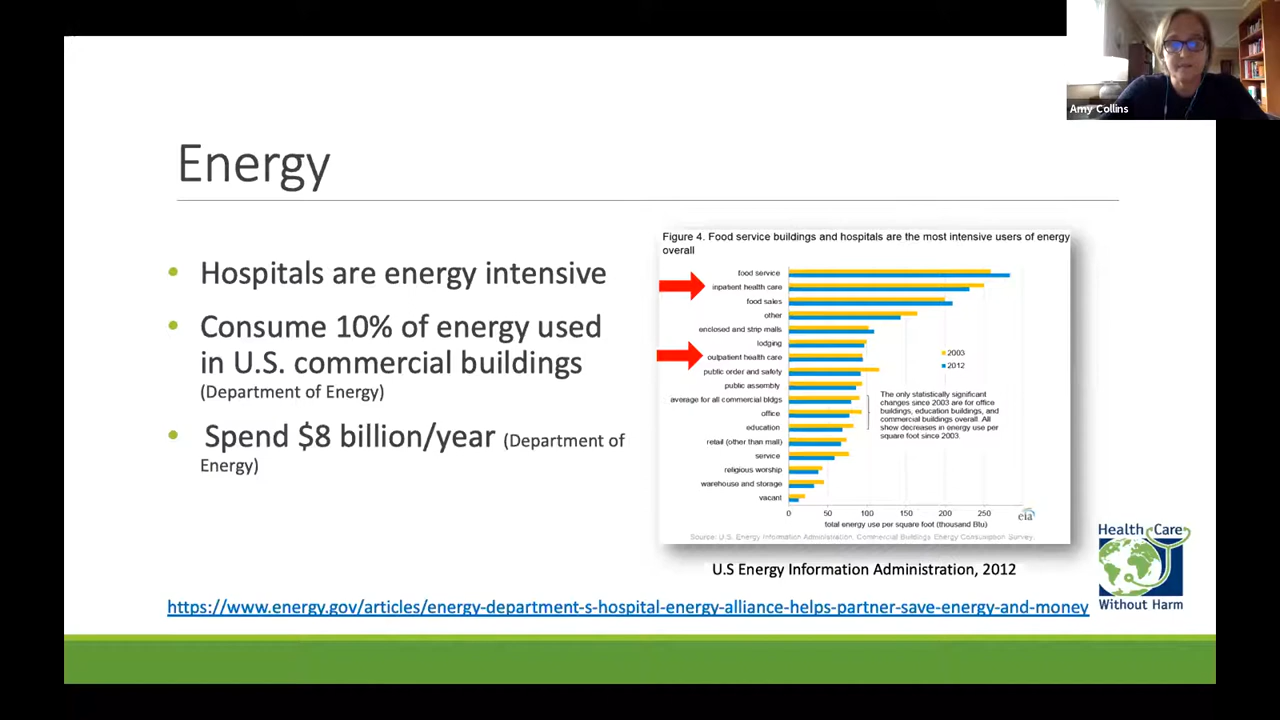 Amy Collins
Energy
• Hospitals are energy intensive
• Consume 10% of energy used
in U.S. commercial buildings
(Department of Energy)
• Spend $8 billion/year (Department of
Energy)
Figure 4. Food service buildings and hospitals are the most intensive users of energy
overall
food service
inpatient health care
food sales
other
enclosed and strip malls
lodging
outpatient health care
public order and safety
public assembly
average for all commercial bldgs
office
education
retail (other than mall)
service
religious worship
warehouse and storage
vacant
2003
2012
The only statistically significant
changes since 2003 are for office
buildings, education buildings, and
commercial buildings overall. All
show decreases in energy use per
square foot since 2003.
0 50 100 150 200 250
eia
total energy use per square foot (thousand Btu)
Source: U.S. Energy Information Administration, Commercial Buildings Energy Consumption Survey.
U.S Energy Information Administration, 2012
Health Care
Without Harm
https://www.energy.gov/articles/energy-department-s-hospital-energy-alliance-helps-partner-save-energy-and-money